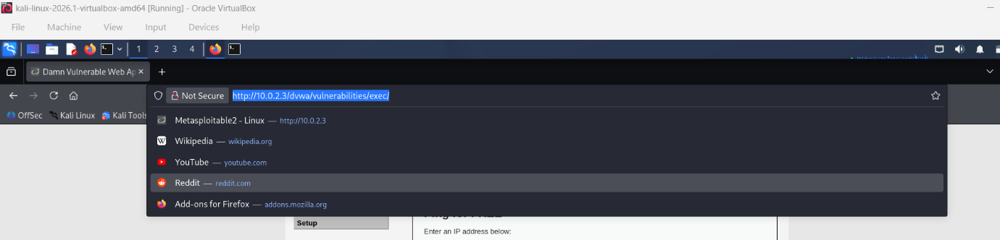 kali-linux-2026.1-virtualbox-amd64 [Running] - Oracle VirtualBox
File Machine View Input Devices Help
1 2 3 4
Damn Vulnerable Web Ap
Not Secure http://10.0.2.3/dvwa/vulnerabilities/exec/
OffSec Kali Linux Kali Tools
Metasploitable2 - Linux — http://10.0.2.3
Wikipedia — wikipedia.org
YouTube — youtube.com
Reddit — reddit.com
Add-ons for Firefox — addons.mozilla.org
Setup
Enter an IP address below: